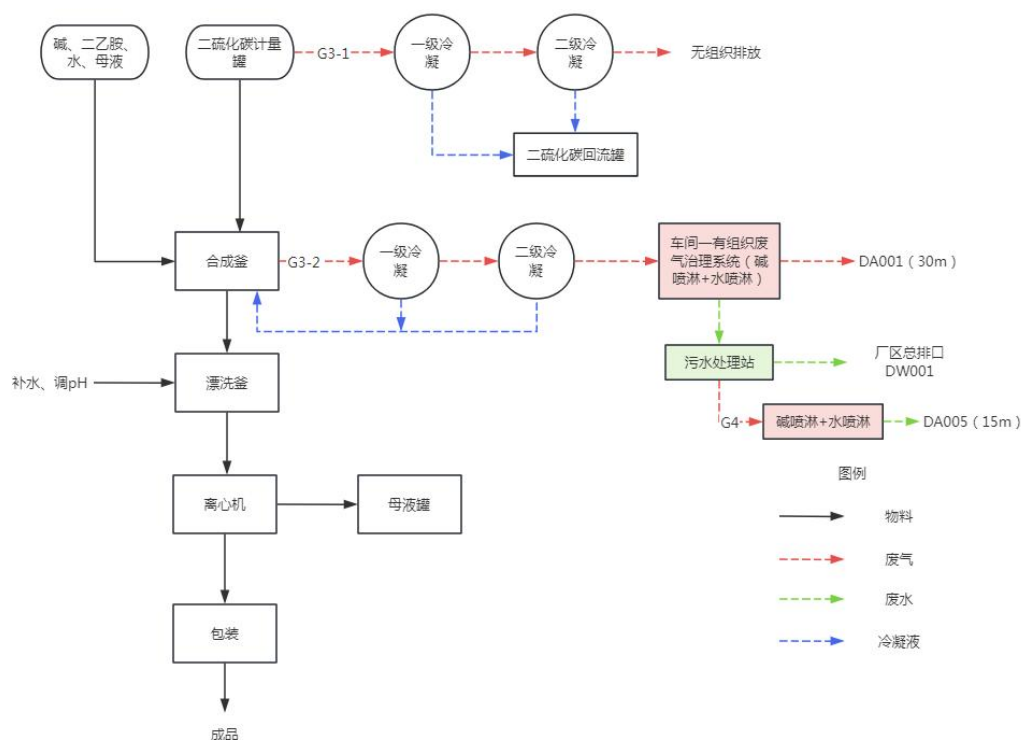 碱、二乙胺、
水、母液
二硫化碳计量
罐
G3-1
一级冷
凝
二级冷
凝
无组织排放
二硫化碳回流罐
合成釜
G3-2
一级冷
凝
二级冷
凝
车间一有组织废
气治理系统（碱
喷淋+水喷淋）
DA001（30m）
污水处理站
厂区总排口
DW001
补水、调pH
漂洗釜
G4
碱喷淋+水喷淋
DA005（15m）
离心机
母液罐
图例
物料
废气
废水
冷凝液
包装
成品